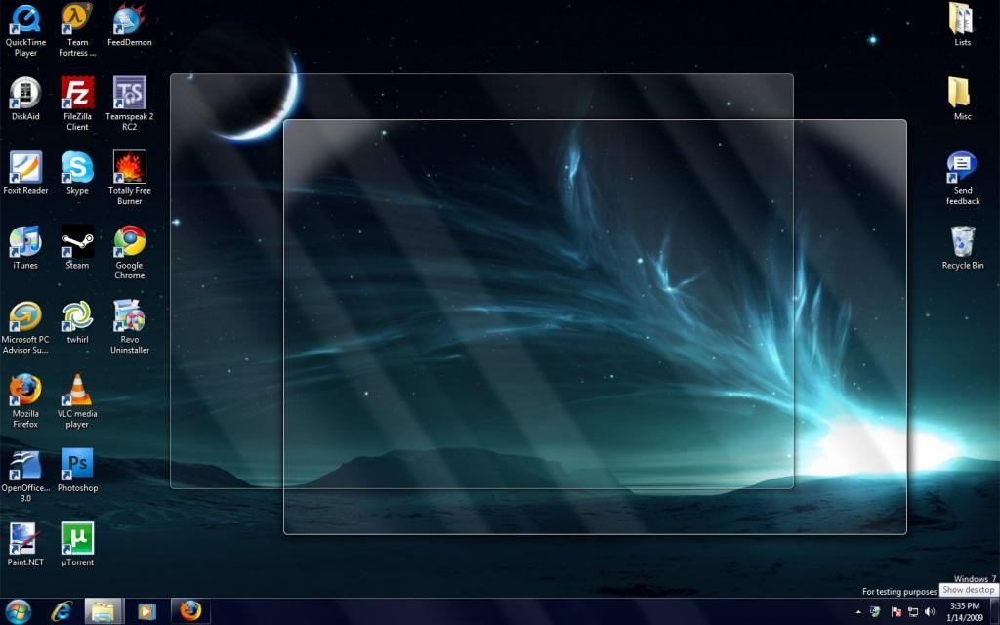 QuickTime
Player
Team
Fortress ...
FeedDemon
DiskAid
FileZilla
Client
Teamspeak 2
RC2
Foxit Reader
Skype
Totally Free
Burner
iTunes
Steam
Google
Chrome
Microsoft PC
Advisor Su...
twhirl
Revo
Uninstaller
Mozilla
Firefox
VLC media
player
OpenOffice...
3.0
Photoshop
Paint.NET
µTorrent
Lists
Misc
Send
feedback
Recycle Bin
Windows 7
For testing purposes
Show desktop
3:35 PM
1/14/2009